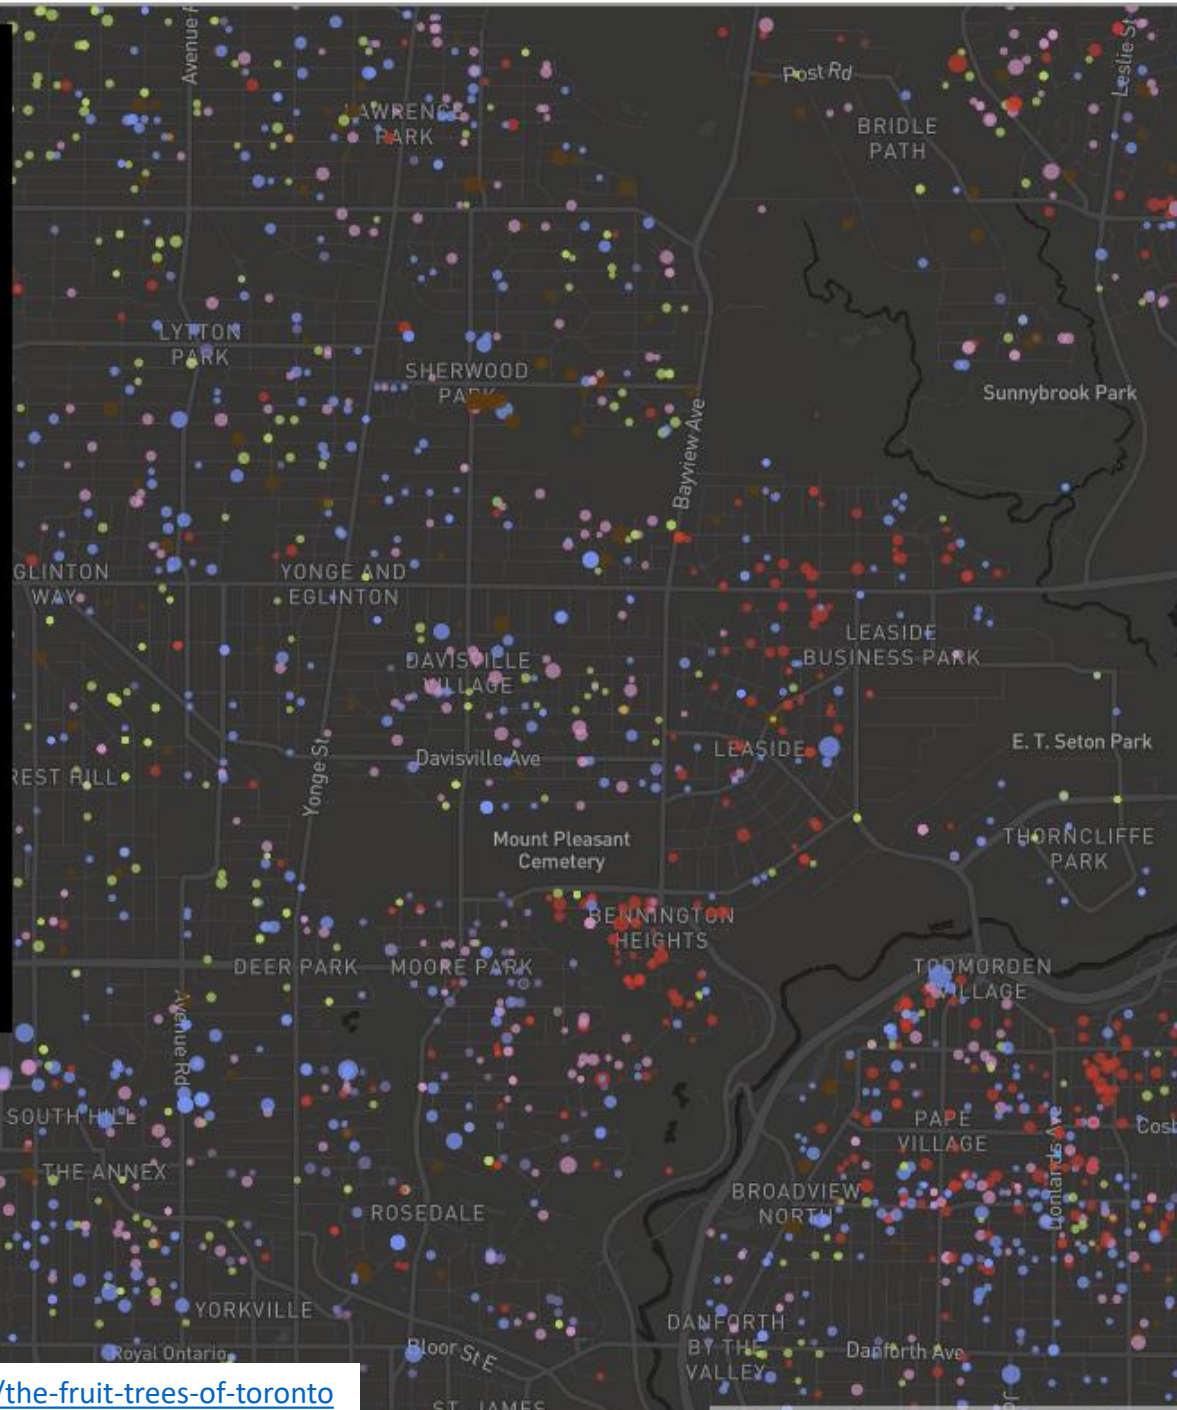 Avenue
Leslie St
Post Rd
LAWRENCE
PARK
BRIDLE
PATH
LYTTON
PARK
SHERWOOD
PARK
Sunnybrook Park
Bayview Ave
GLINTON
WAY
YONGE AND
EGLINTON
LEASIDE
BUSINESS PARK
DAVISVILLE
VILLAGE
Yonge St
Davisville Ave
LEASIDE
E. T. Seton Park
REST HILL
Mount Pleasant
Cemetery
THORNCLIFFE
PARK
BENNINGTON
HEIGHTS
DEER PARK
MOORE PARK
TODMORDEN
VILLAGE
Avenue Rd
SOUTH HILL
PAPE
VILLAGE
Donlands Ave
THE ANNEX
BROADVIEW
NORTH
ROSEDALE
YORKVILLE
DANFORTH
BY THE
VALLEY
Danforth Ave
Royal Ontario
Bloor St E
/the-fruit-trees-of-toronto
ST. JAMES